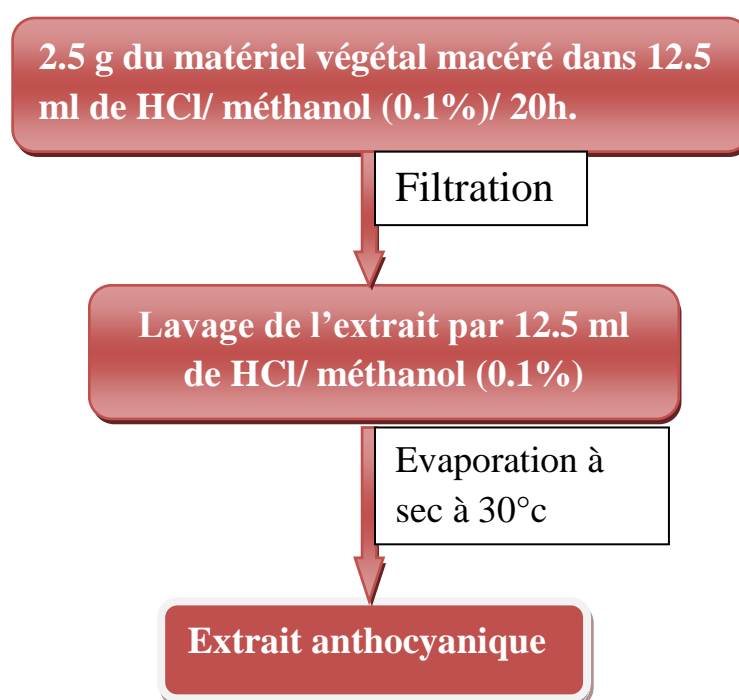 2.5 g du matériel végétal macéré dans 12.5
ml de HCl/ méthanol (0.1%)/ 20h.
Filtration
Lavage de l’extrait par 12.5 ml
de HCl/ méthanol (0.1%)
Evaporation à
sec à 30°c
Extrait anthocyanique